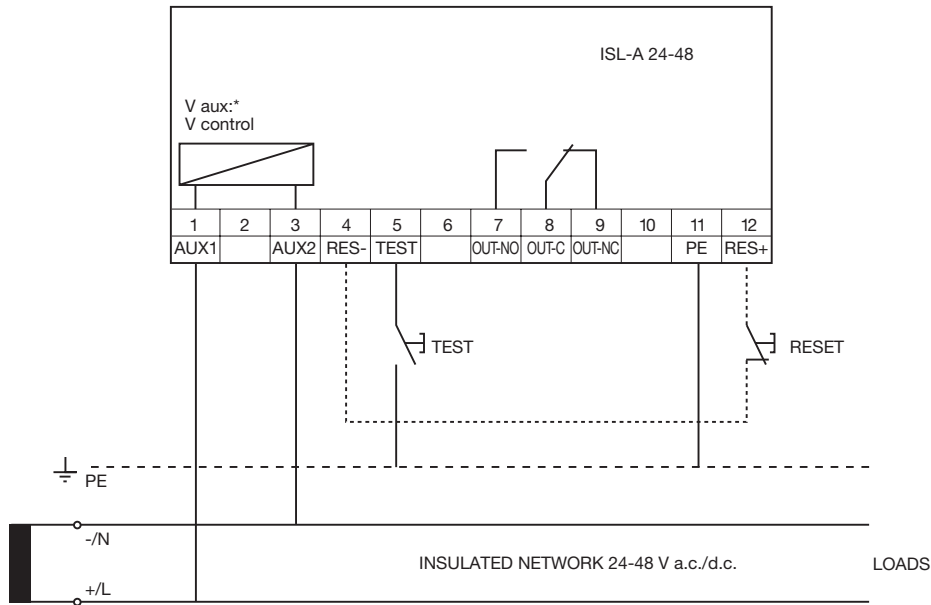 ISL-A 24-48
V aux:*
V control
1 2 3 4 5 6 7 8 9 10 11 12
AUX1 AUX2 RES- TEST OUT-NO OUT-C OUT-NC PE RES+
TEST
RESET
PE
-/N
INSULATED NETWORK 24-48 V a.c./d.c.
LOADS
+/L